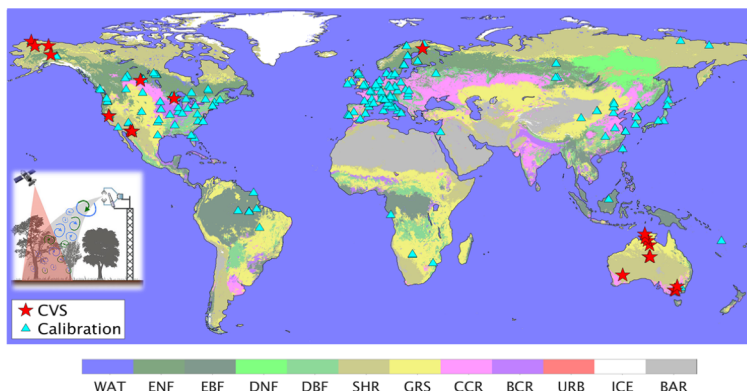 CVS
Calibration
WAT ENF EBF DNF DBF SHR GRS CCR BCR URB ICE BAR